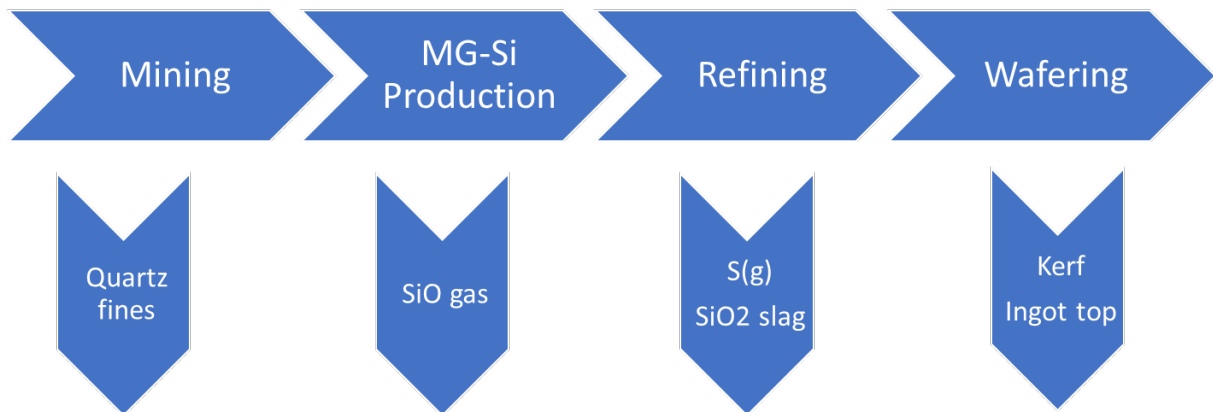 Mining
MG-Si
Production
Refining
Wafering
Quartz
fines
SiO gas
S(g)
SiO2 slag
Kerf
Ingot top